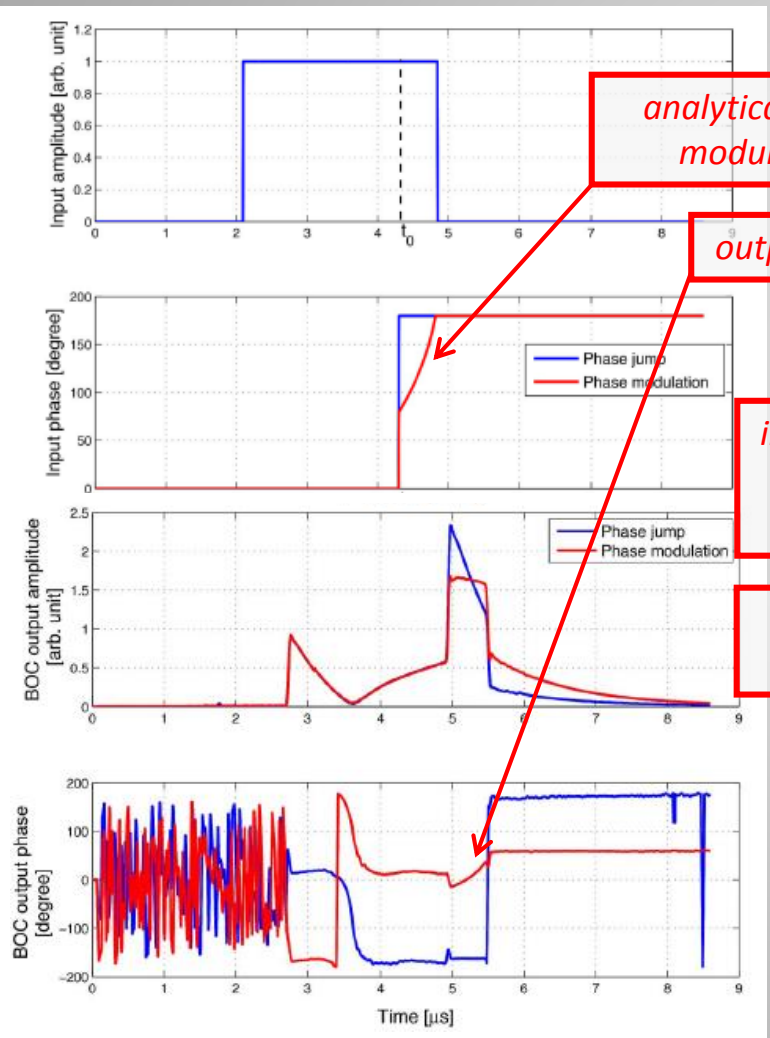 Input amplitude [arb. unit]
1.2
1
0.8
0.6
0.4
0.2
0
0 1 2 3 4 t0 5 6 7 8 9
modul
outp
Input phase [degree]
200
150
100
50
0
Phase jump
Phase modulation
i
BOC output amplitude
[arb. unit]
2.5
2
1.5
1
0.5
0
Phase jump
Phase modulation
0 1 2 3 4 5 6 7 8 9
BOC output phase
[degree]
200
100
0
−100
−200
0 1 2 3 4 5 6 7 8 9
Time [μs]